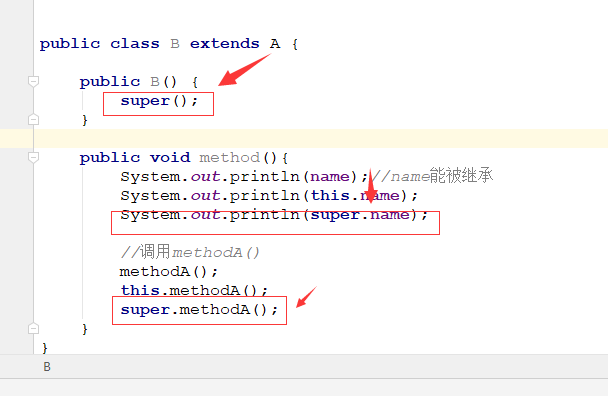 public class B extends A {
public B() {
super();
}
public void method(){
System.out.println(name);//name能被继承
System.out.println(this.name);
System.out.println(super.name);
//调用methodA()
methodA();
this.methodA();
super.methodA();
}
}
B